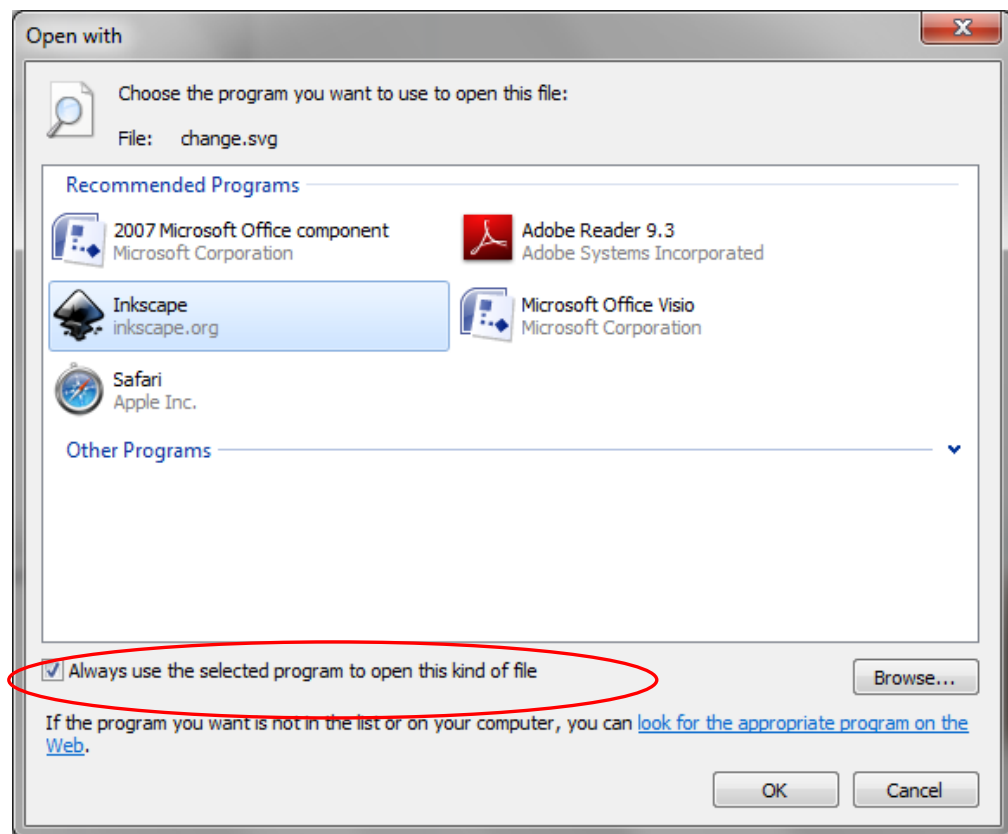 Open with
Choose the program you want to use to open this file:
File: change.svg
Recommended Programs
2007 Microsoft Office component
Microsoft Corporation
Adobe Reader 9.3
Adobe Systems Incorporated
Inkscape
inkscape.org
Microsoft Office Visio
Microsoft Corporation
Safari
Apple Inc.
Other Programs
Always use the selected program to open this kind of file
Browse...
If the program you want is not in the list or on your computer, you can look for the appropriate program on the
Web.
OK
Cancel